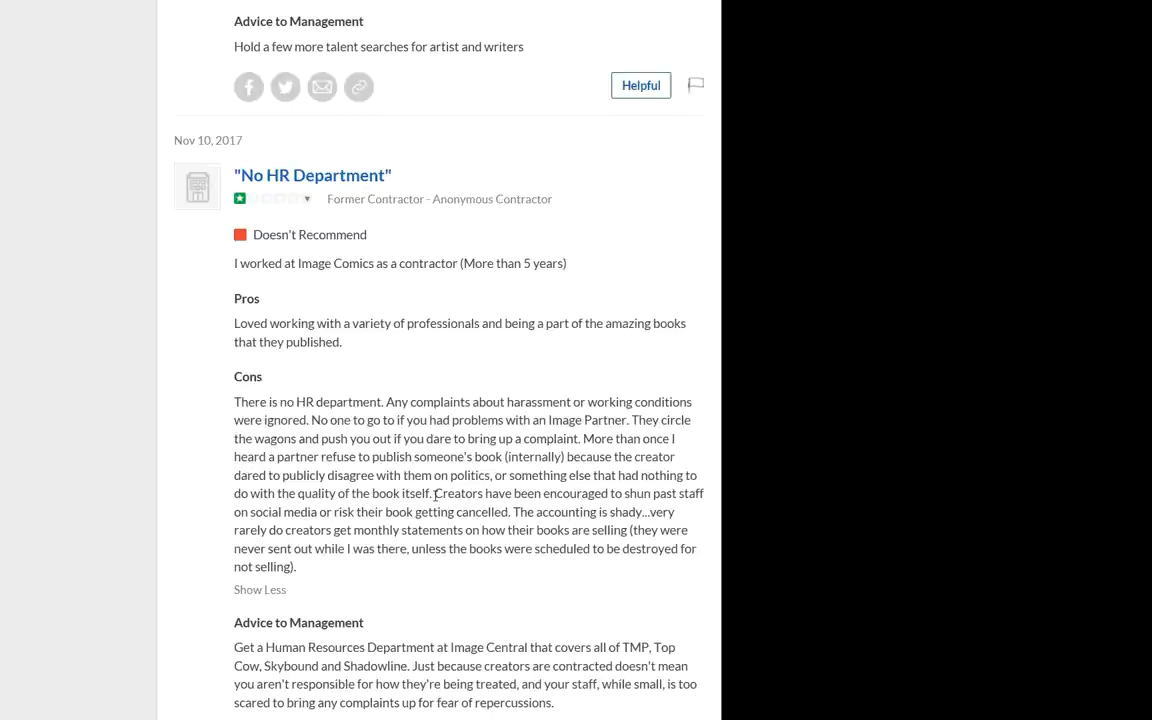 Advice to Management
Hold a few more talent searches for artist and writers
Helpful
Nov 10, 2017
"No HR Department"
Former Contractor - Anonymous Contractor
Doesn't Recommend
I worked at Image Comics as a contractor (More than 5 years)
Pros
Loved working with a variety of professionals and being a part of the amazing books
that they published.
Cons
There is no HR department. Any complaints about harassment or working conditions
were ignored. No one to go to if you had problems with an Image Partner. They circle
the wagons and push you out if you dare to bring up a complaint. More than once I
heard a partner refuse to publish someone's book (internally) because the creator
dared to publicly disagree with them on politics, or something else that had nothing to
do with the quality of the book itself. Creators have been encouraged to shun past staff
on social media or risk their book getting cancelled. The accounting is shady...very
rarely do creators get monthly statements on how their books are selling (they were
never sent out while I was there, unless the books were scheduled to be destroyed for
not selling).
Show Less
Advice to Management
Get a Human Resources Department at Image Central that covers all of TMP, Top
Cow, Skybound and Shadowline. Just because creators are contracted doesn't mean
you aren't responsible for how they're being treated, and your staff, while small, is too
scared to bring any complaints up for fear of repercussions.